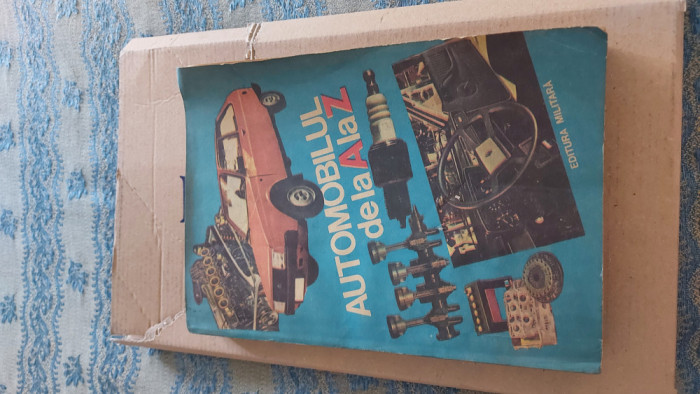 AUTOMOBILUL
de la A la Z
EDITURA MILITARĂ